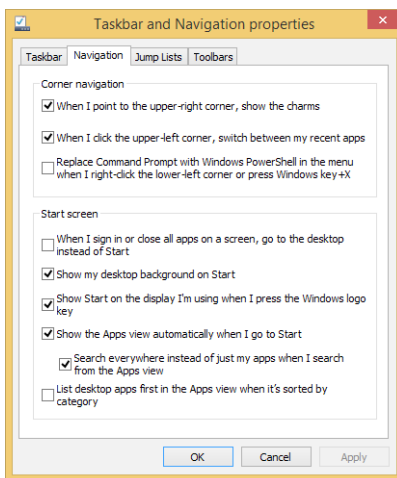 Taskbar and Navigation properties
Taskbar Navigation Jump Lists Toolbars
Corner navigation
When I point to the upper-right corner, show the charms
When I click the upper-left corner, switch between my recent apps
Replace Command Prompt with Windows PowerShell in the menu
when I right-click the lower-left corner or press Windows key+X
Start screen
When I sign in or close all apps on a screen, go to the desktop
instead of Start
Show my desktop background on Start
Show Start on the display I'm using when I press the Windows logo
key
Show the Apps view automatically when I go to Start
Search everywhere instead of just my apps when I search
from the Apps view
List desktop apps first in the Apps view when it's sorted by
category
OK Cancel Apply